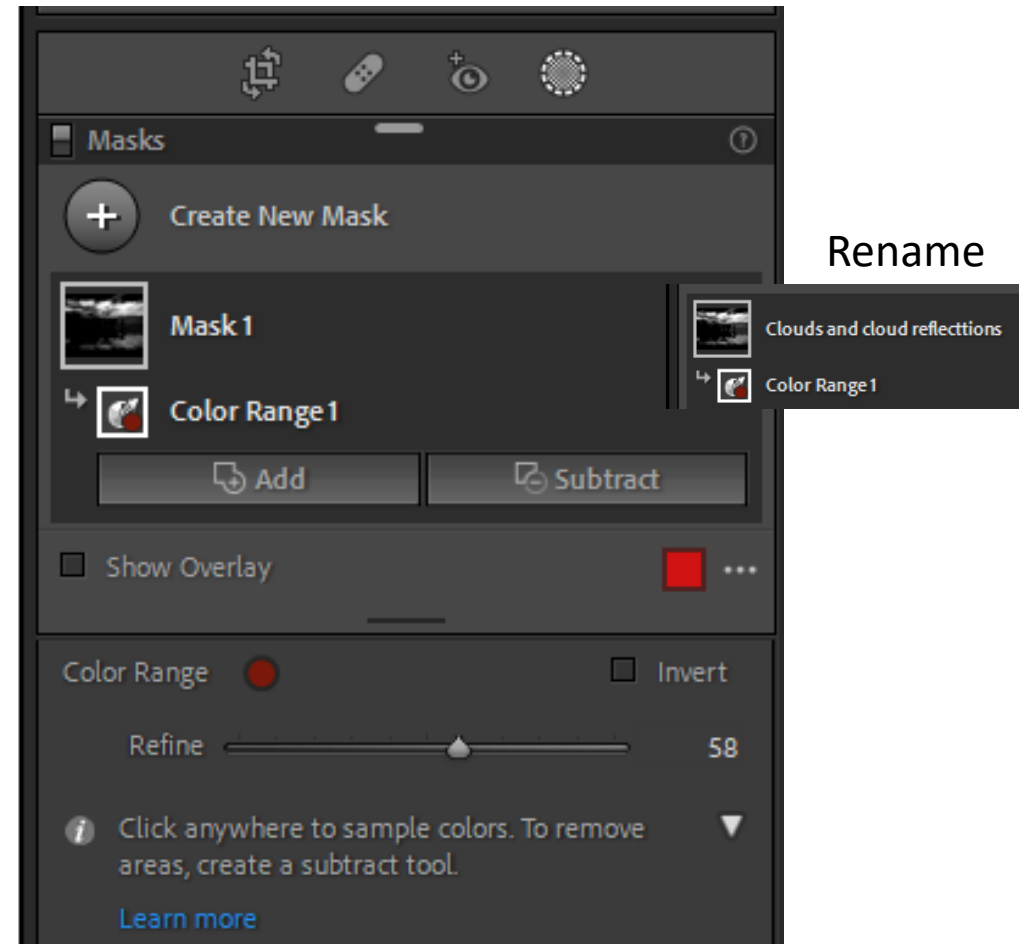 Masks
Create New Mask
Rename
Mask 1
Clouds and cloud reflecttions
Color Range 1
Color Range 1
Add Subtract
Show Overlay
Color Range Invert
Refine 58
Click anywhere to sample colors. To remove
areas, create a subtract tool.
Learn more